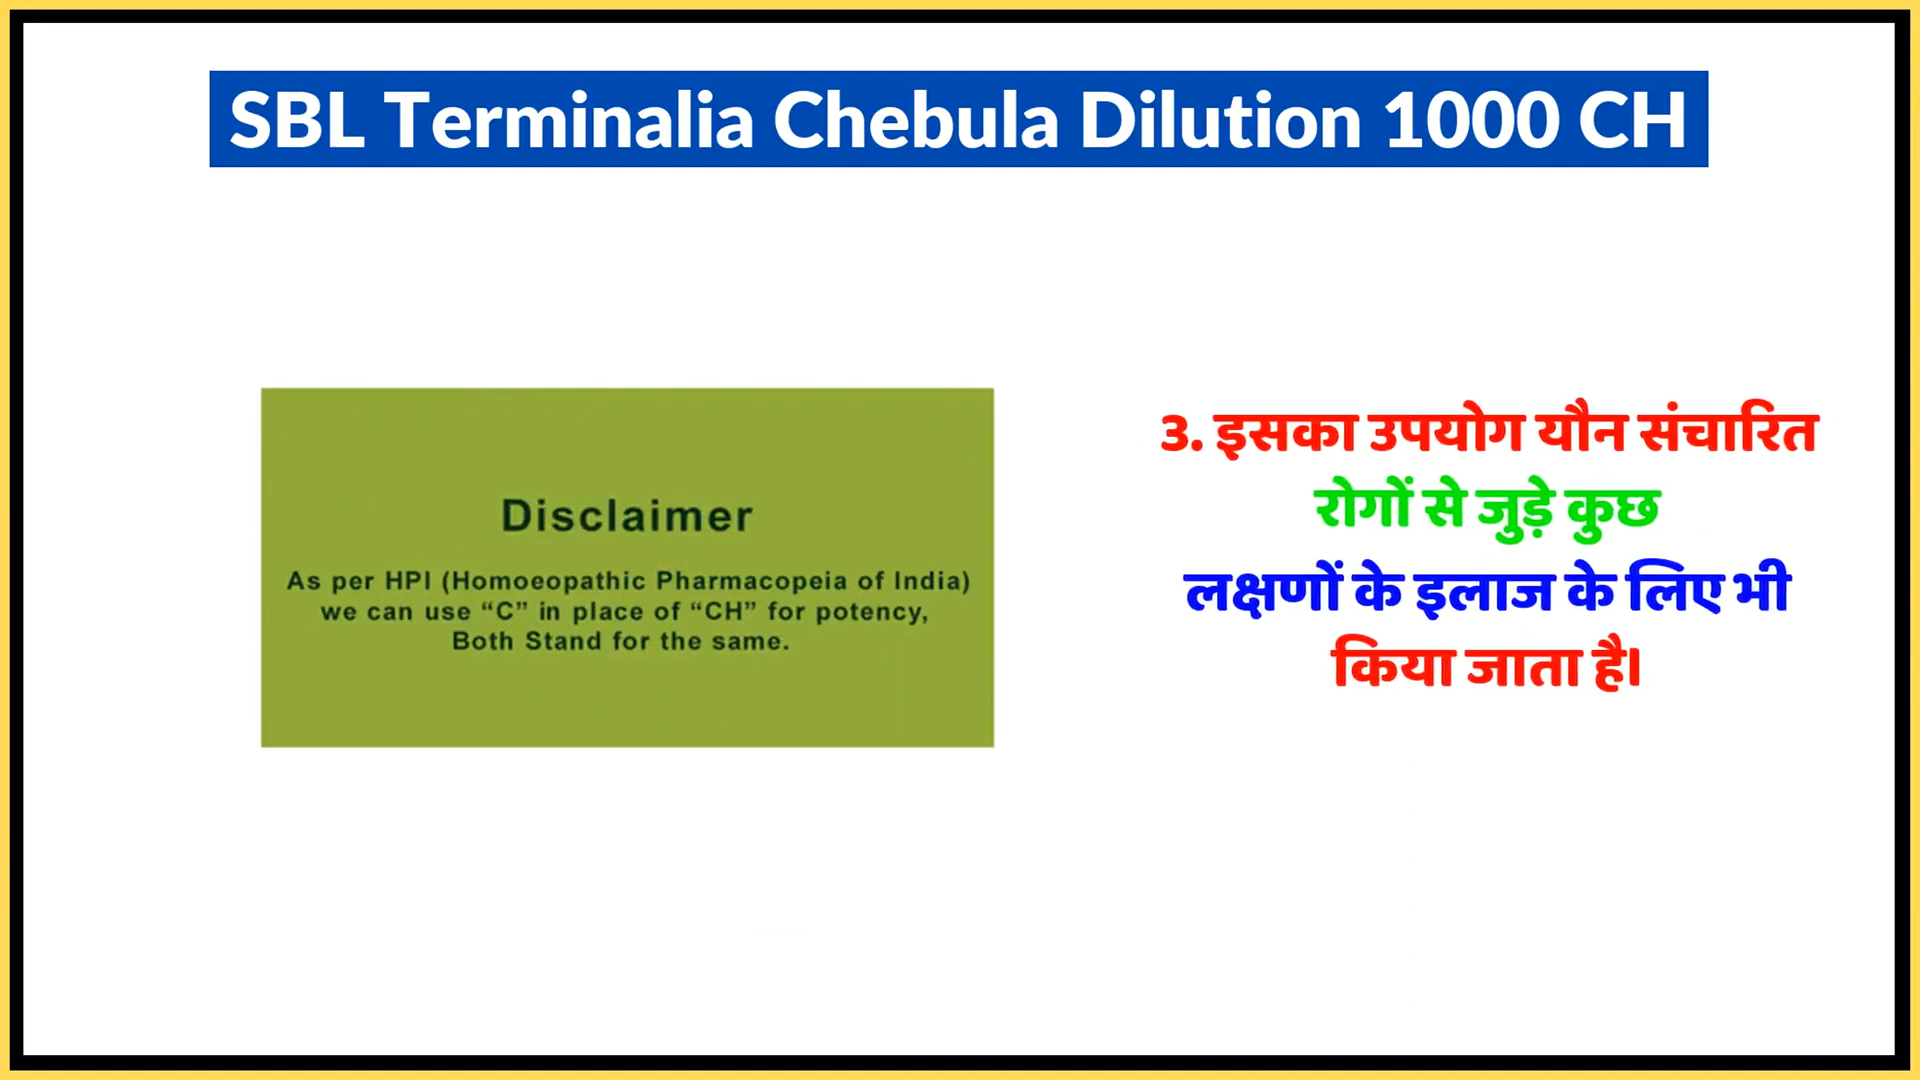 SBL Terminalia Chebula Dilution 1000 CH
Disclaimer
As per HPI (Homoeopathic Pharmacopeia of India)
we can use “C” in place of “CH” for potency,
Both Stand for the same.
3. इसका उपयोग यौन संचारित
रोगों से जुड़े कुछ
लक्षणों के इलाज के लिए भी
किया जाता है।